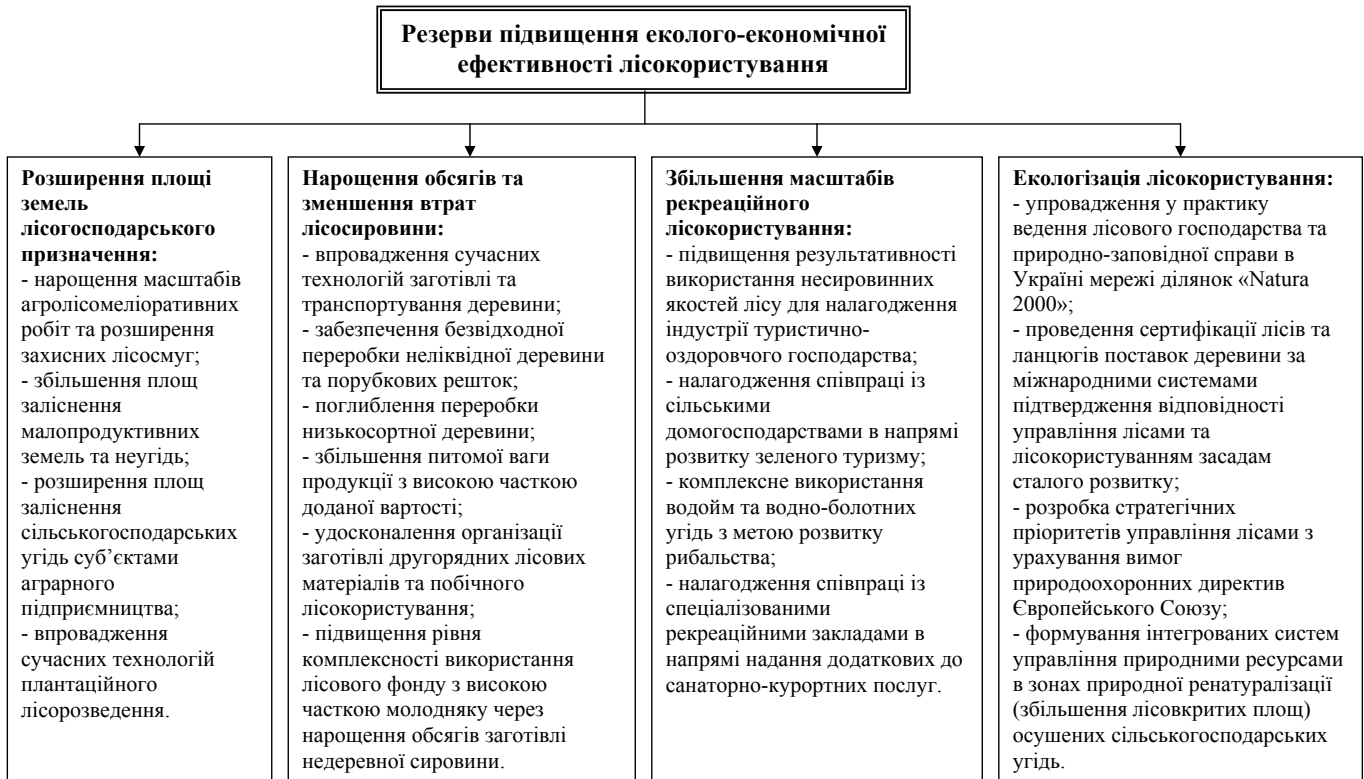 Резерви підвищення еколого-економічної
ефективності лісокористування
Розширення площі
земель
лісогосподарського
призначення:
- нарощення масштабів
агролісомеліоративних
робіт та розширення
захисних лісосмуг;
- збільшення площ
заліснення
малопродуктивних
земель та неугідь;
- розширення площ
заліснення
сільськогосподарських
угідь суб’єктами
аграрного
підприємництва;
- впровадження
сучасних технологій
плантаційного
лісорозведення.
Нарощення обсягів та
зменшення втрат
лісосировини:
- впровадження сучасних
технологій заготівлі та
транспортування деревини;
- забезпечення безвідходної
переробки неліквідної деревини
та порубкових решток;
- поглиблення переробки
низькосортної деревини;
- збільшення питомої ваги
продукції з високою часткою
доданої вартості;
- удосконалення організації
заготівлі другорядних лісових
матеріалів та побічного
лісокористування;
- підвищення рівня
комплексності використання
лісового фонду з високою
часткою молодняку через
нарощення обсягів заготівлі
недеревної сировини.
Збільшення масштабів
рекреаційного
лісокористування:
- підвищення результативності
використання несировинних
якостей лісу для налагодження
індустрії туристично-
оздоровчого господарства;
- налагодження співпраці із
сільськими
домогосподарствами в напрямі
розвитку зеленого туризму;
- комплексне використання
водойм та водно-болотних
угідь з метою розвитку
рибальства;
- налагодження співпраці із
спеціалізованими
рекреаційними закладами в
напрямі надання додаткових до
санаторно-курортних послуг.
Екологізація лісокористування:
- упровадження у практику
ведення лісового господарства та
природно-заповідної справи в
Україні мережі ділянок «Natura
2000»;
- проведення сертифікації лісів та
ланцюгів поставок деревини за
міжнародними системами
підтвердження відповідності
управління лісами та
лісокористуванням засадам
сталого розвитку;
- розробка стратегічних
пріоритетів управління лісами з
урахування вимог
природоохоронних директив
Європейського Союзу;
- формування інтегрованих систем
управління природними ресурсами
в зонах природної ренатуралізації
(збільшення лісовкритих площ)
осушених сільськогосподарських
угідь.